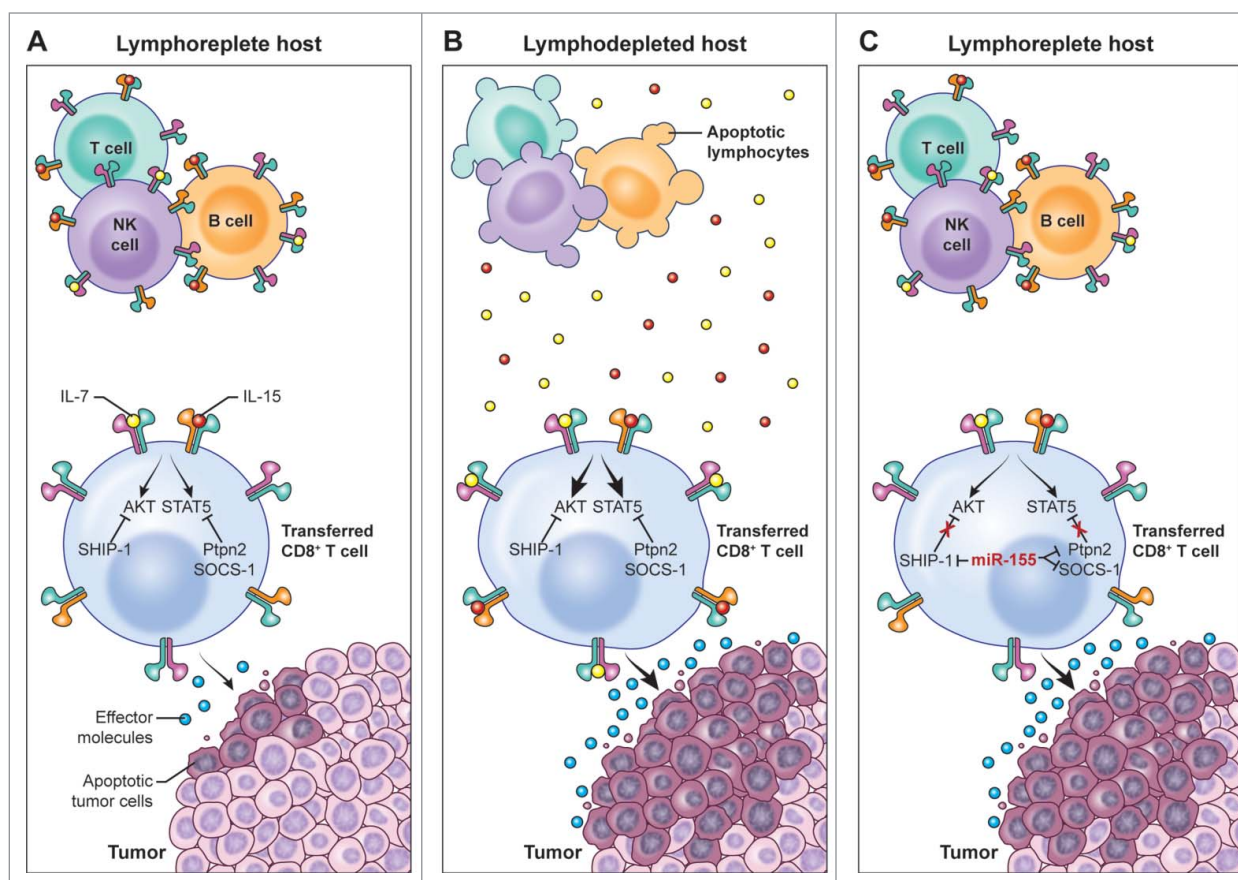 A Lymphoreplete host
T cell
NK
cell
B cell
IL-7
IL-15
AKT STAT5
SHIP-1
Ptpn2
SOCS-1
Transferred
CD8⁺ T cell
Effector
molecules
Apoptotic
tumor cells
Tumor
B Lymphodepleted host
Apoptotic
lymphocytes
AKT STAT5
SHIP-1
Ptpn2
SOCS-1
Transferred
CD8⁺ T cell
Tumor
C Lymphoreplete host
T cell
NK
cell
B cell
AKT STAT5
SHIP-1 miR-155 Ptpn2
SOCS-1
Transferred
CD8⁺ T cell
Tumor